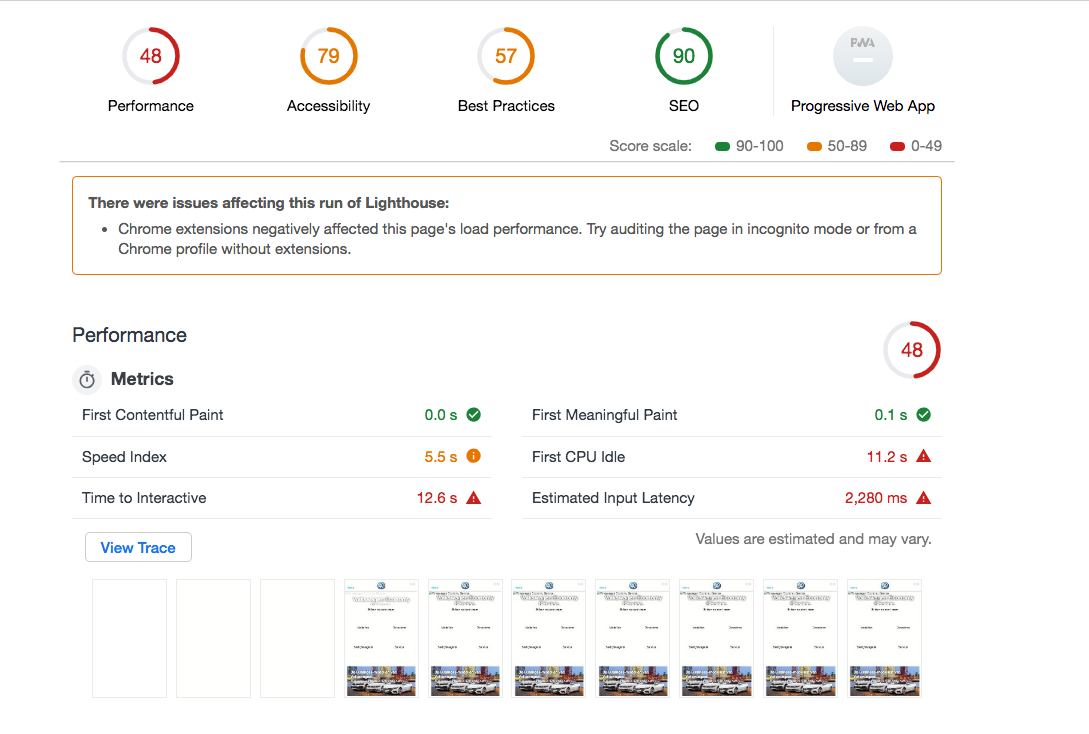 48
79
57
90
PWA
Performance
Accessibility
Best Practices
SEO
Progressive Web App
Score scale: 90-100 50-89 0-49
There were issues affecting this run of Lighthouse:
• Chrome extensions negatively affected this page's load performance. Try auditing the page in incognito mode or from a
Chrome profile without extensions.
Performance
48
Metrics
First Contentful Paint 0.0 s
First Meaningful Paint 0.1 s
Speed Index 5.5 s
First CPU Idle 11.2 s
Time to Interactive 12.6 s
Estimated Input Latency 2,280 ms
View Trace
Values are estimated and may vary.